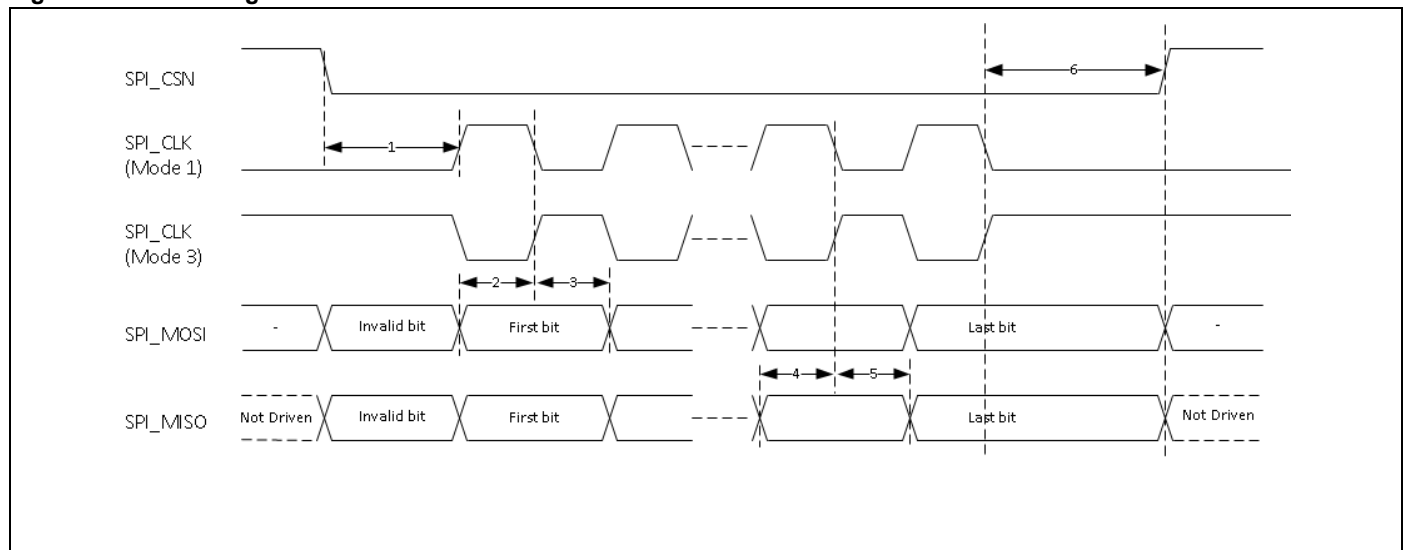 SPI_CSN
6
SPI_CLK
(Mode 1)
1
SPI_CLK
(Mode 3)
2 3
SPI_MOSI - Invalid bit First bit Last bit -
4 5
SPI_MISO Not Driven Invalid bit First bit Last bit Not Driven